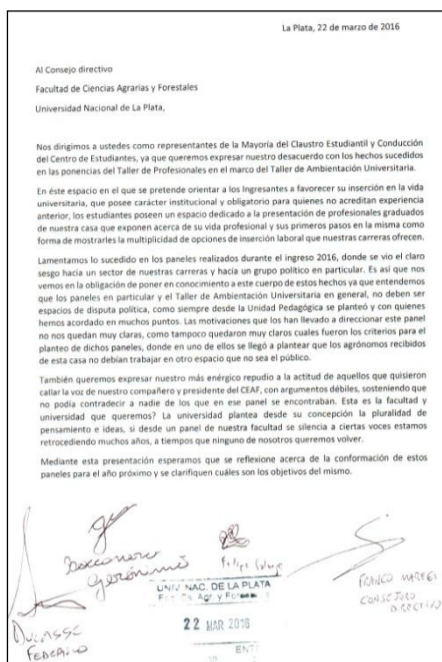 La Plata, 22 de marzo de 2016
Al Consejo directivo
Facultad de Ciencias Agrarias y Forestales
Universidad Nacional de La Plata,
Nos dirigimos a ustedes como representantes de la Mayoría del Claustro Estudiantil y Conducción
del Centro de Estudiantes, ya que queremos expresar nuestro desacuerdo con los hechos sucedidos
en las ponencias del Taller de Profesionales en el marco del Taller de Ambientación Universitaria.
En éste espacio en el que se pretende orientar a los Ingresantes a favorecer su inserción en la vida
universitaria, que posee carácter institucional y obligatorio para quienes no acreditan experiencia
anterior, los estudiantes poseen un espacio dedicado a la presentación de profesionales graduados
de nuestra casa que exponen acerca de su vida profesional y sus primeros pasos en la misma como
forma de mostrarles la multiplicidad de opciones de inserción laboral que nuestras carreras ofrecen.
Lamentamos lo sucedido en los paneles realizados durante el ingreso 2016, donde se vio el claro
sesgo hacia un sector de nuestras carreras y hacia un grupo político en particular. Es así que nos
vemos en la obligación de poner en conocimiento a este cuerpo de estos hechos ya que entendemos
que los paneles en particular y el Taller de Ambientación Universitaria en general, no deben ser
espacios de disputa política, como siempre desde la Unidad Pedagógica se planteó y con quienes
hemos acordado en muchos puntos. Las motivaciones que los han llevado a direccionar este panel
no nos quedan muy claras, como tampoco quedaron muy claros cuales fueron los criterios para el
planteo de dichos paneles, donde en uno de ellos se llegó a plantear que los agrónomos recibidos
de esta casa no debían trabajar en otro espacio que no sea el público.
También queremos expresar nuestro más enérgico repudio a la actitud de aquellos que quisieron
callar la voz de nuestro compañero y presidente del CEAF, con argumentos débiles, sosteniendo que
no podía contradecir a nadie de los que en ese panel se encontraban. Esta es la facultad y
universidad que queremos? La universidad plantea desde su concepción la pluralidad de
pensamiento e ideas, si desde un panel de nuestra facultad se silencia a ciertas voces estamos
retrocediendo muchos años, a tiempos que ninguno de nosotros queremos volver.
Mediante esta presentación esperamos que se reflexione acerca de la conformación de estos
paneles para el año próximo y se clarifiquen cuáles son los objetivos del mismo.
Gerónimo
Felipe
UNIV. NAC. DE LA PLATA
22 MAR 2016
ENT
FRANCO
CONSEJERO
DIRECTIVO
FEDERICO